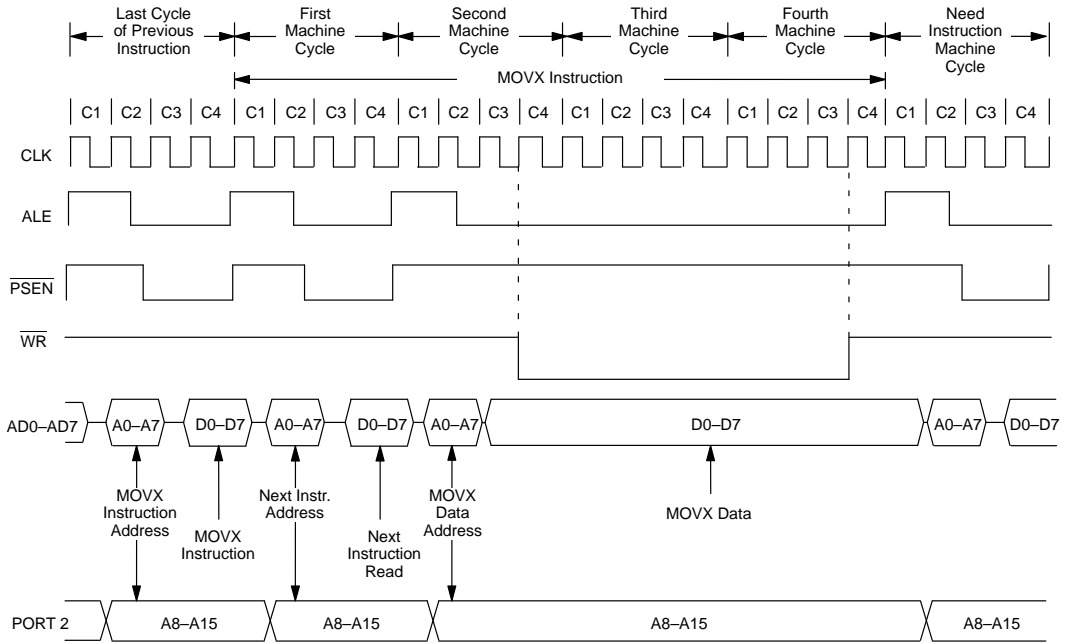 Last Cycle of Previous Instruction
First Machine Cycle
Second Machine Cycle
Third Machine Cycle
Fourth Machine Cycle
Need Instruction Machine Cycle
MOVX Instruction
C1 C2 C3 C4 C1 C2 C3 C4 C1 C2 C3 C4 C1 C2 C3 C4 C1 C2 C3 C4 C1 C2 C3 C4
CLK
ALE
PSEN
WR
AD0–AD7 A0–A7 D0–D7 A0–A7 D0–D7 A0–A7 D0–D7 A0–A7 D0–D7
MOVX Instruction Address
MOVX Instruction
Next Instr. Address
Next Instruction Read
MOVX Data Address
MOVX Data
PORT 2 A8–A15 A8–A15 A8–A15 A8–A15